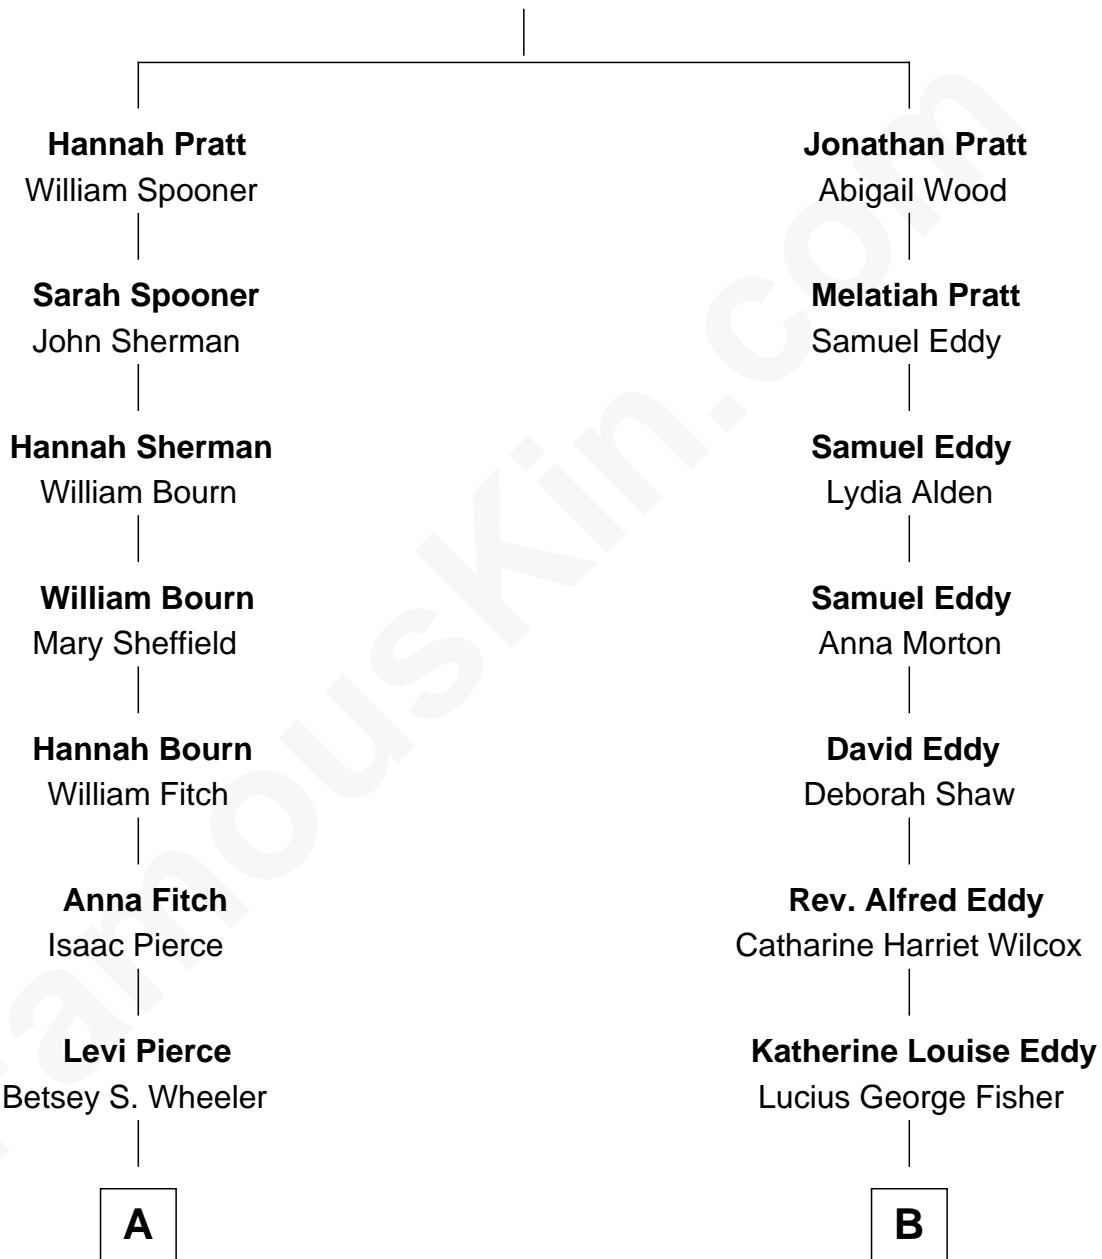 Hannah Pratt
William Spooner
Sarah Spooner
John Sherman
Hannah Sherman
William Bourn
William Bourn
Mary Sheffield
Hannah Bourn
William Fitch
Anna Fitch
Isaac Pierce
Levi Pierce
Betsey S. Wheeler
A
Jonathan Pratt
Abigail Wood
Melatiah Pratt
Samuel Eddy
Samuel Eddy
Lydia Alden
Samuel Eddy
Anna Morton
David Eddy
Deborah Shaw
Rev. Alfred Eddy
Catharine Harriet Wilcox
Katherine Louise Eddy
Lucius George Fisher
B
FamousKin.com